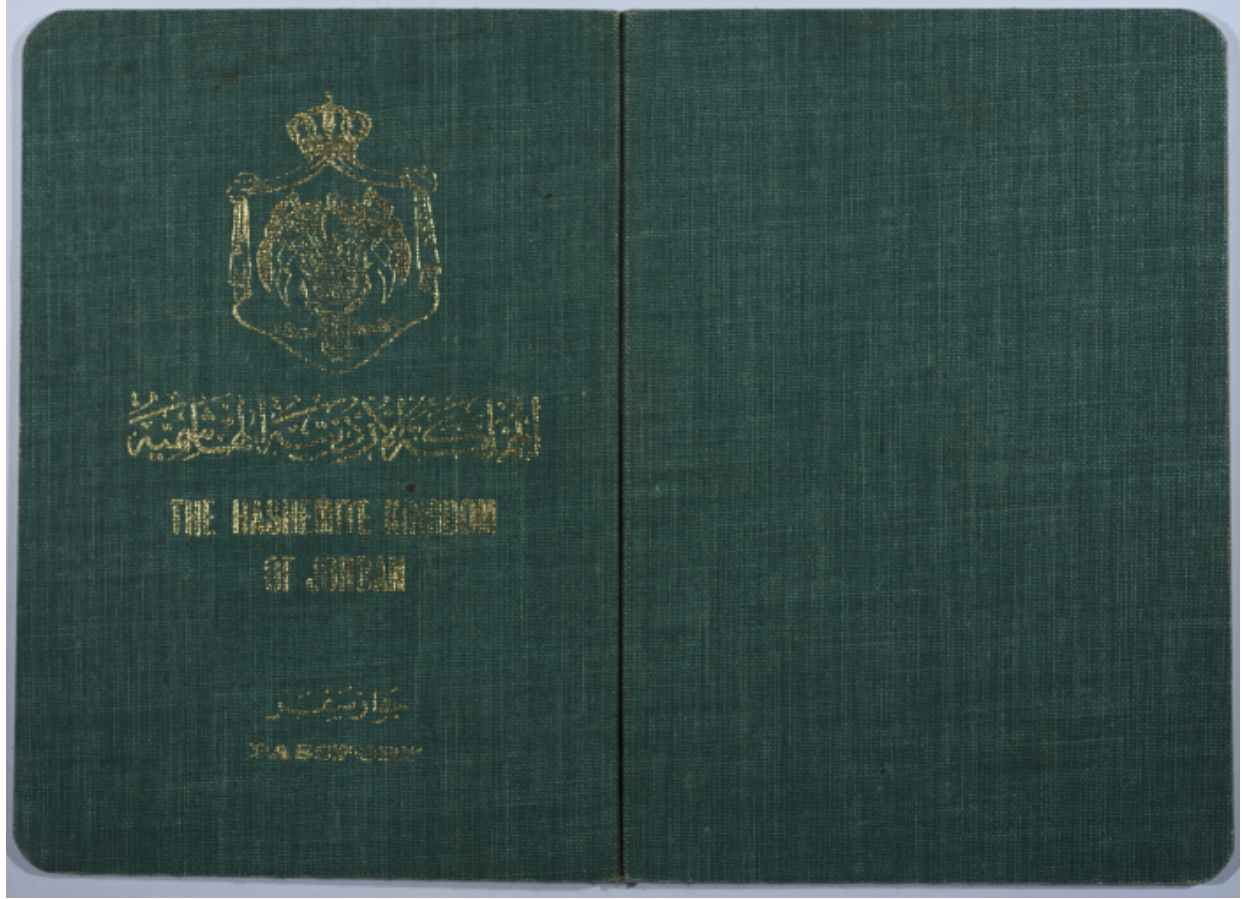 المملكة الأردنية الهاشمية
THE HASHEMITE KINGDOM
OF JORDAN
جواز سفر
PASSPORT